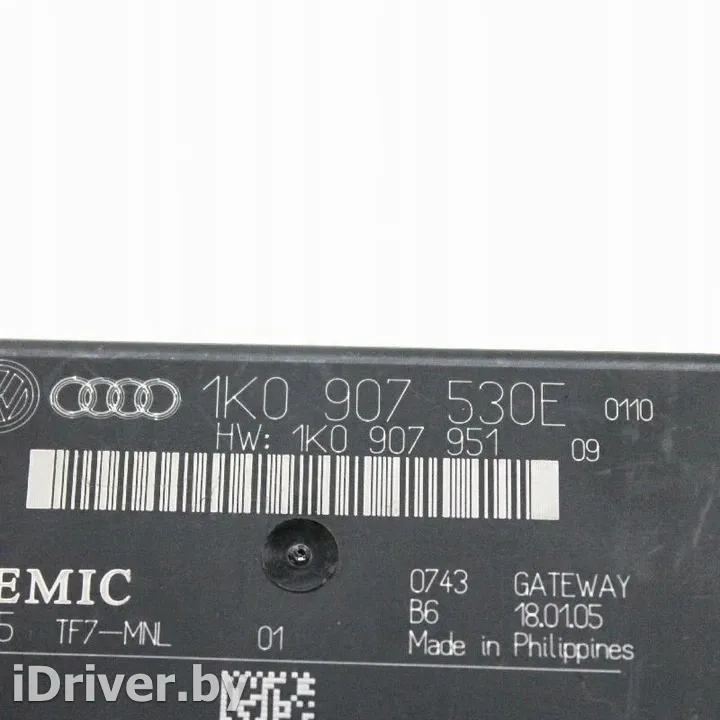 1K0 907 530E 0110
HW: 1K0 907 951 09
EMIC 0743 GATEWAY
5 TF7-MNL 01 B6 18.01.05
Made in Philippines
iDriver.by